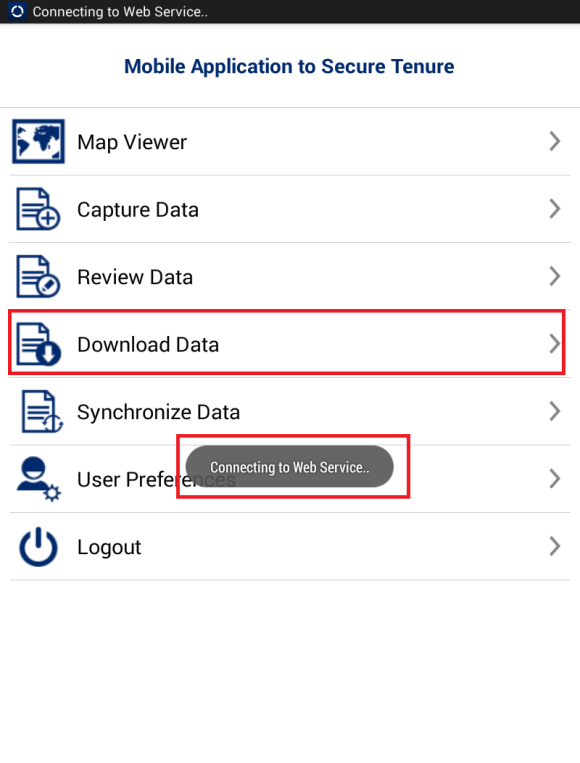 Connecting to Web Service..
Mobile Application to Secure Tenure
Map Viewer
Capture Data
Review Data
Download Data
Synchronize Data
Connecting to Web Service..
User Preferences
Logout